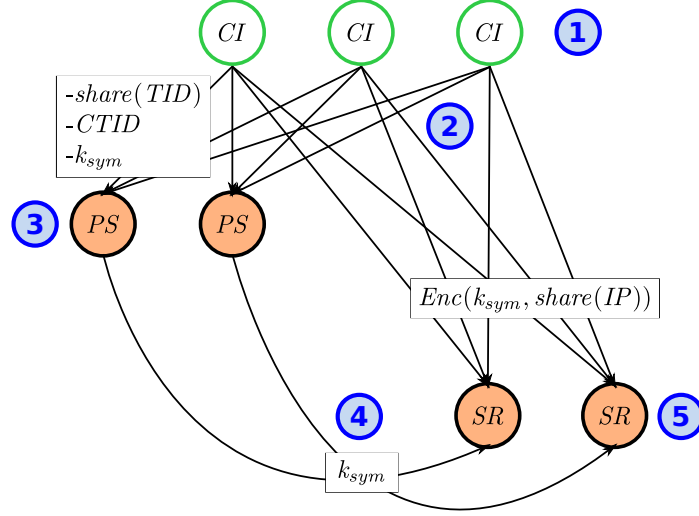 CI CI CI 1
-share(TID)
-CTID
-k_sym
2
3 PS PS
Enc(k_sym, share(IP))
4 SR SR 5
k_sym